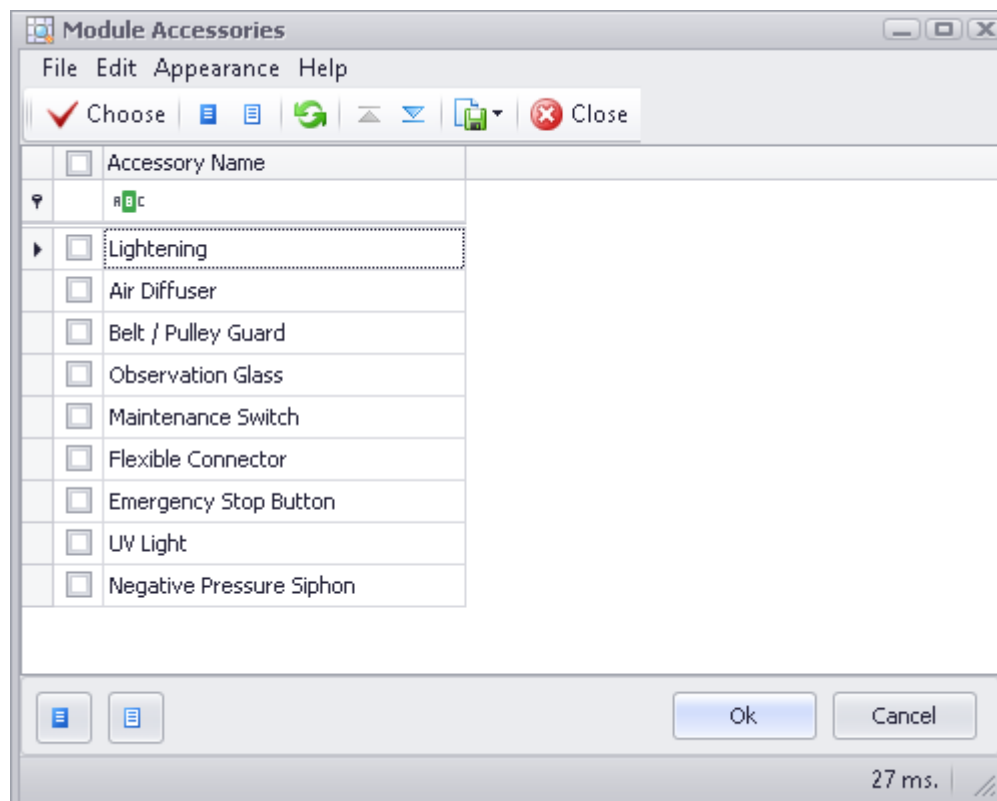 Module Accessories
File Edit Appearance Help
Choose Close
Accessory Name
ABC
Lightening
Air Diffuser
Belt / Pulley Guard
Observation Glass
Maintenance Switch
Flexible Connector
Emergency Stop Button
UV Light
Negative Pressure Siphon
Ok Cancel
27 ms.